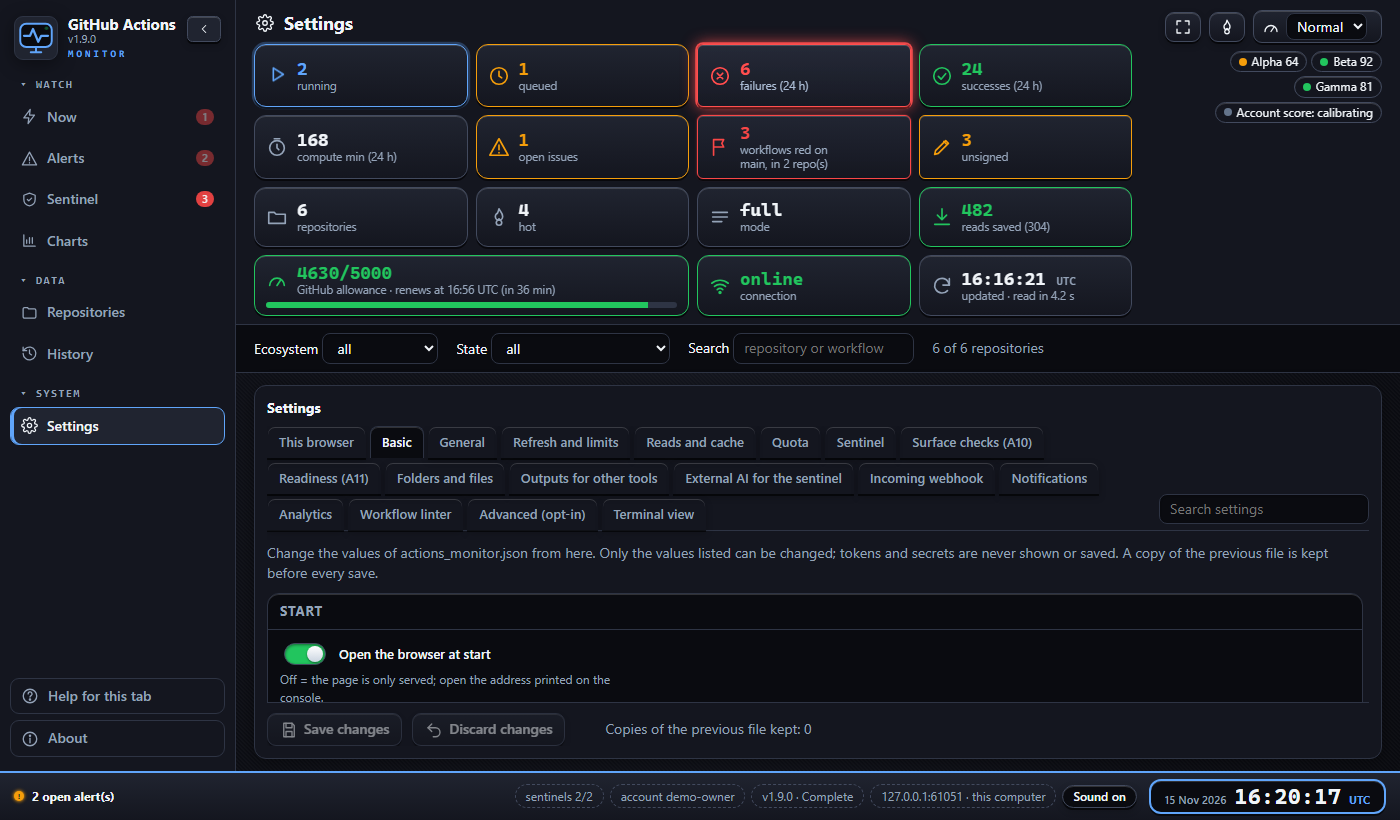 GitHub Actions
v1.9.0
MONITOR
WATCH
Now 1
Alerts 2
Sentinel 3
Charts
DATA
Repositories
History
SYSTEM
Settings
Help for this tab
About
Settings
Normal
Alpha 64
Beta 92
Gamma 81
Account score: calibrating
2
running
1
queued
6
failures (24 h)
24
successes (24 h)
168
compute min (24 h)
1
open issues
3
workflows red on
main, in 2 repo(s)
3
unsigned
6
repositories
4
hot
full
mode
482
reads saved (304)
4630/5000
GitHub allowance · renews at 16:56 UTC (in 36 min)
online
connection
16:16:21 UTC
updated · read in 4.2 s
Ecosystem all State all Search repository or workflow 6 of 6 repositories
Settings
This browser Basic General Refresh and limits Reads and cache Quota Sentinel Surface checks (A10)
Readiness (A11) Folders and files Outputs for other tools External AI for the sentinel Incoming webhook Notifications
Analytics Workflow linter Advanced (opt-in) Terminal view Search settings
Change the values of actions_monitor.json from here. Only the values listed can be changed; tokens and secrets are never shown or saved. A copy of the previous file is kept
before every save.
START
Open the browser at start
Off = the page is only served; open the address printed on the
console.
Save changes Discard changes Copies of the previous file kept: 0
2 open alert(s) sentinels 2/2 account demo-owner v1.9.0 · Complete 127.0.0.1:61051 · this computer Sound on 15 Nov 2026 16:20:17 UTC